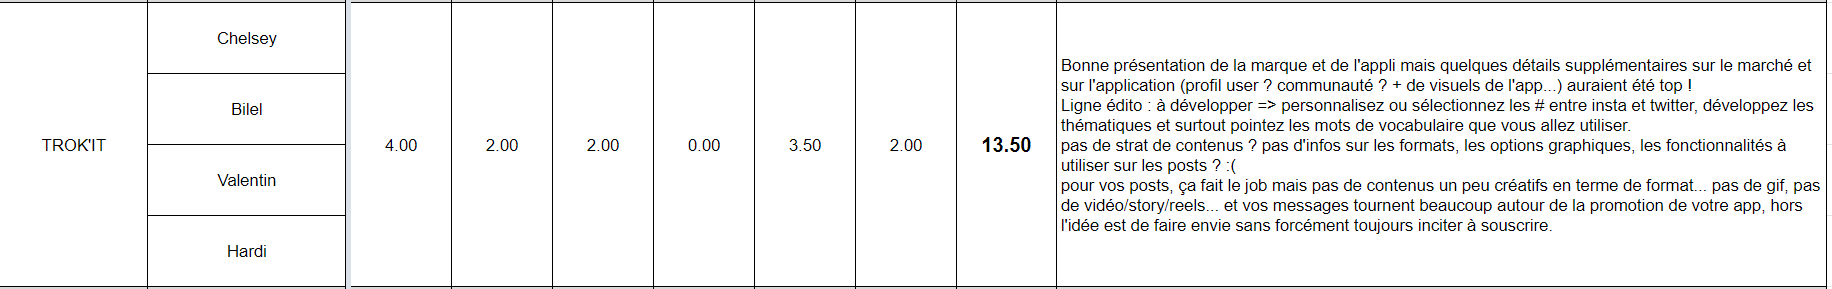 Chelsey
Bilel
TROK'IT
Valentin
Hardi
4.00
2.00
2.00
0.00
3.50
2.00
13.50
Bonne présentation de la marque et de l'appli mais quelques détails supplémentaires sur le marché et
sur l'application (profil user ? communauté ? + de visuels de l'app...) auraient été top !
Ligne édito : à développer => personnalisez ou sélectionnez les # entre insta et twitter, développez les
thématiques et surtout pointez les mots de vocabulaire que vous allez utiliser.
pas de strat de contenus ? pas d'infos sur les formats, les options graphiques, les fonctionnalités à
utiliser sur les posts ? :(
pour vos posts, ça fait le job mais pas de contenus un peu créatifs en terme de format... pas de gif, pas
de vidéo/story/reels... et vos messages tournent beaucoup autour de la promotion de votre app, hors
l'idée est de faire envie sans forcément toujours inciter à souscrire.